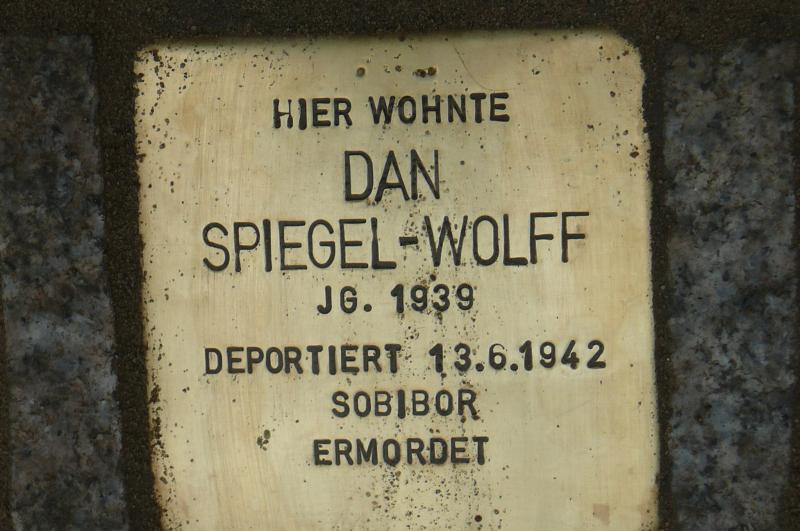 HIER WOHNTE
DAN
SPIEGEL-WOLFF
JG. 1939
DEPORTIERT 13.6.1942
SOBIBOR
ERMORDET